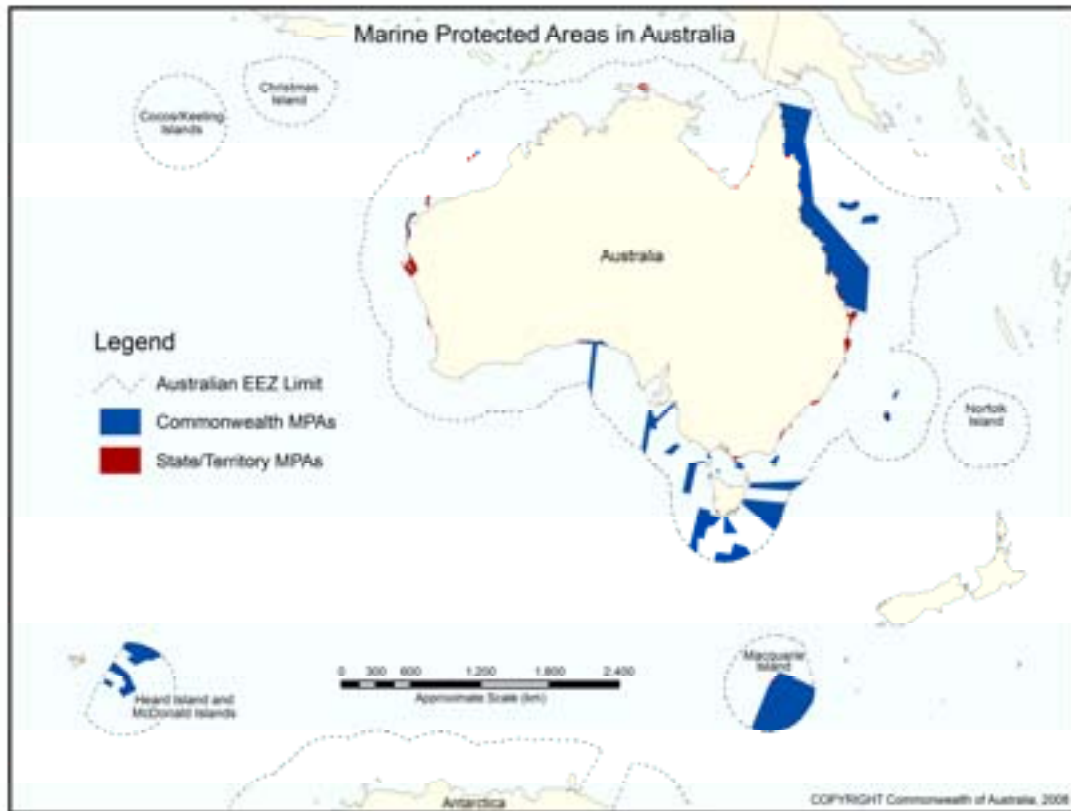 Marine Protected Areas in Australia
Christmas
Island
Cocos/Keeling
Islands
Australia
Legend
Australian EEZ Limit
Commonwealth MPAs
State/Territory MPAs
Norfolk
Island
Macquarie
Island
0 300 600 1,200 1,800 2,400
Approximate Scale (km)
Heard Island and
McDonald Islands
Antarctica
COPYRIGHT Commonwealth of Australia, 2008